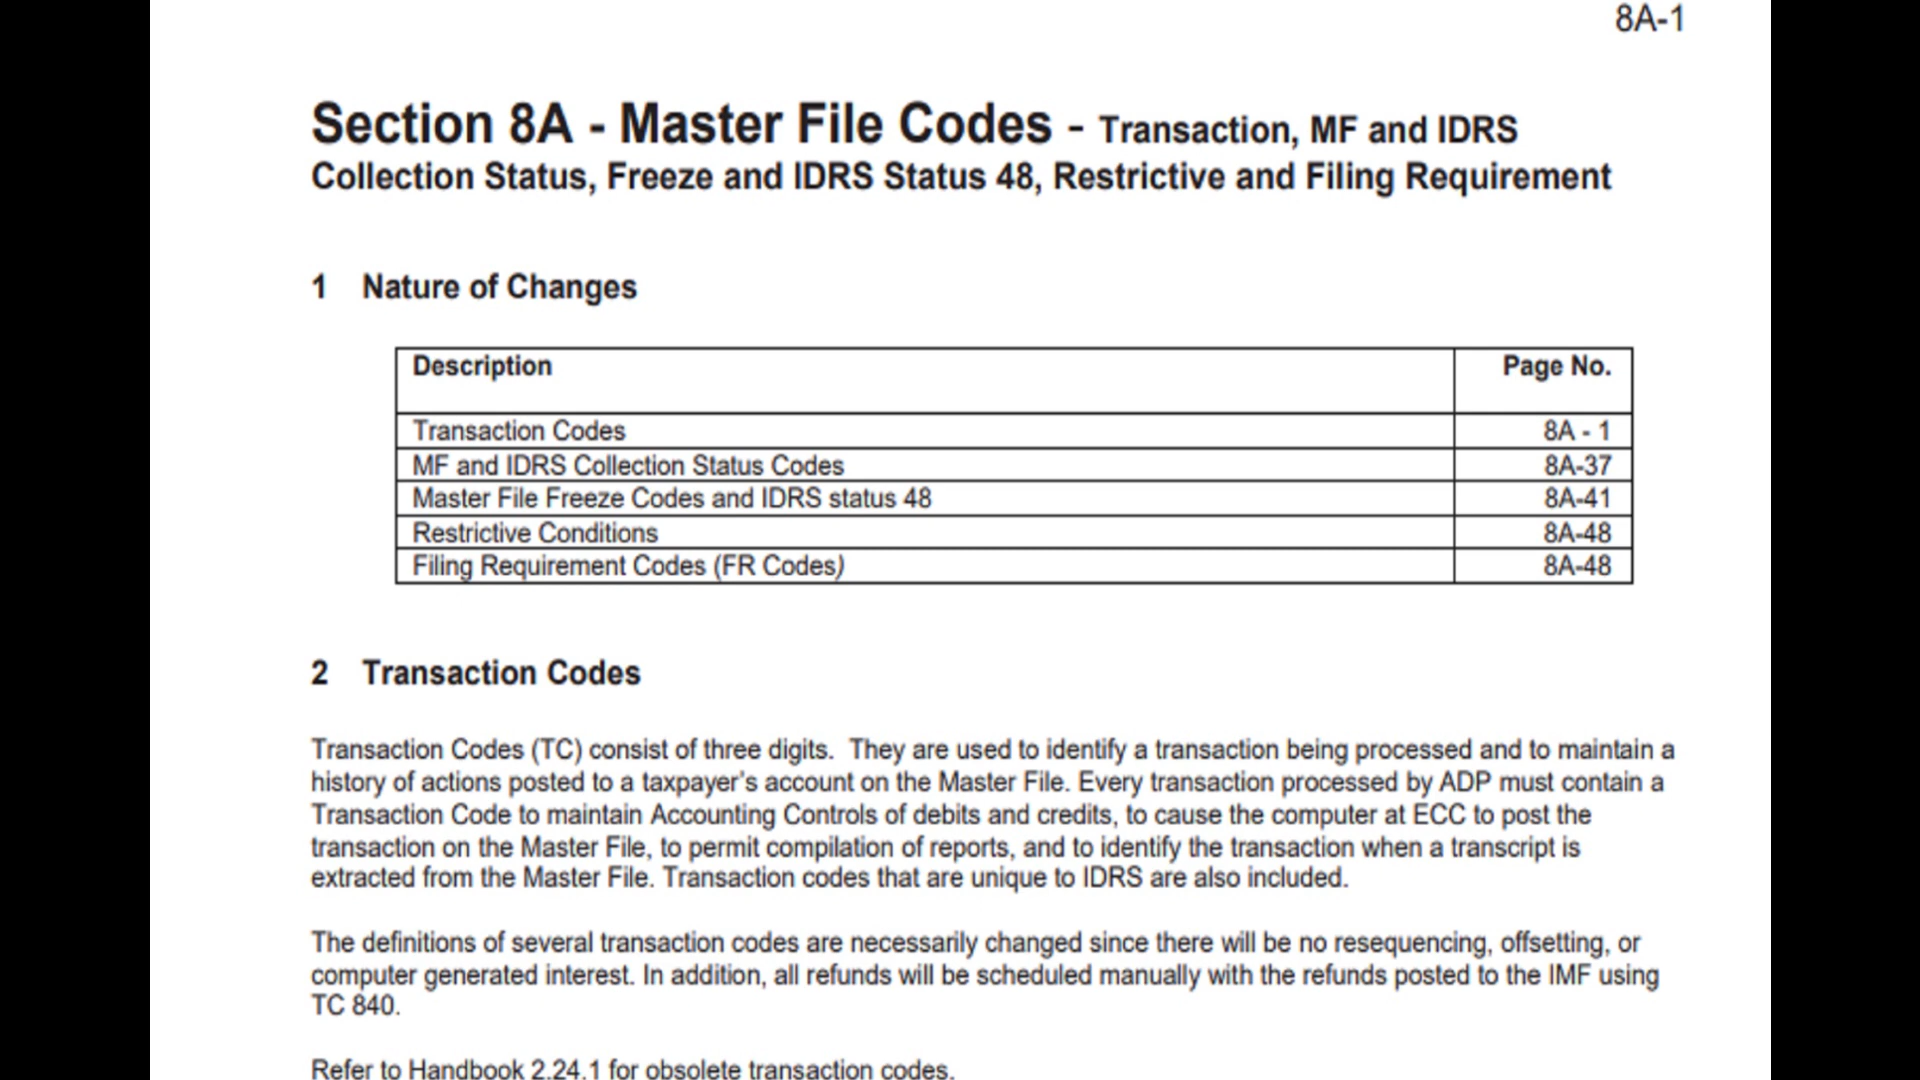 8A-1
Section 8A - Master File Codes - Transaction, MF and IDRS
Collection Status, Freeze and IDRS Status 48, Restrictive and Filing Requirement
1 Nature of Changes
Description Page No.
Transaction Codes 8A - 1
MF and IDRS Collection Status Codes 8A-37
Master File Freeze Codes and IDRS status 48 8A-41
Restrictive Conditions 8A-48
Filing Requirement Codes (FR Codes) 8A-48
2 Transaction Codes
Transaction Codes (TC) consist of three digits.  They are used to identify a transaction being processed and to maintain a
history of actions posted to a taxpayer's account on the Master File. Every transaction processed by ADP must contain a
Transaction Code to maintain Accounting Controls of debits and credits, to cause the computer at ECC to post the
transaction on the Master File, to permit compilation of reports, and to identify the transaction when a transcript is
extracted from the Master File. Transaction codes that are unique to IDRS are also included.
The definitions of several transaction codes are necessarily changed since there will be no resequencing, offsetting, or
computer generated interest. In addition, all refunds will be scheduled manually with the refunds posted to the IMF using
TC 840.
Refer to Handbook 2.24.1 for obsolete transaction codes.